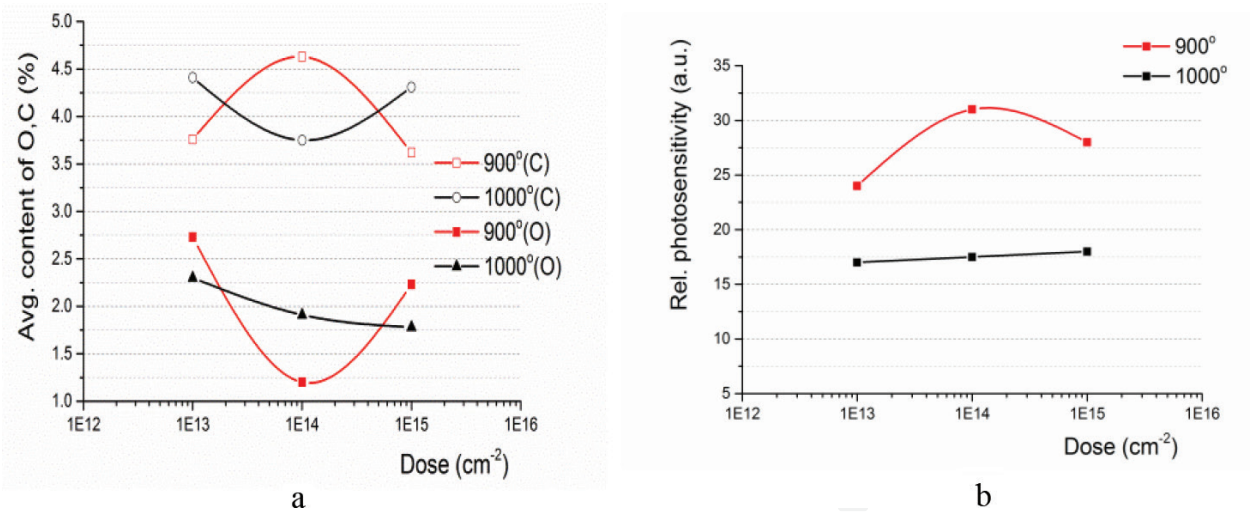 Avg. content of O,C (%)
5.0
4.5
4.0
3.5
3.0
2.5
2.0
1.5
1.0
1E12
1E13
1E14
1E15
1E16
Dose (cm⁻²)
900°(C)
1000°(C)
900°(O)
1000°(O)
a
Rel. photosensitivity (a.u.)
35
30
25
20
15
10
5
1E12
1E13
1E14
1E15
1E16
Dose (cm⁻²)
900°
1000°
b